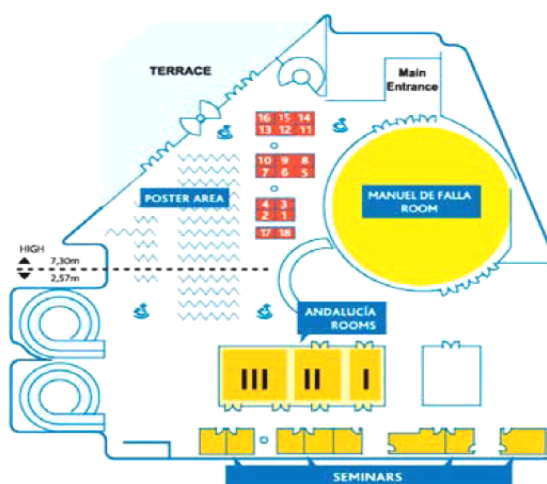 TERRACE
Main
Entrance
16 15 14
13 12 11
10 9 8
7 6 5
MANUEL DE FALLA
ROOM
POSTER AREA
4 3
2 1
17 18
HIGH
7,30m
2,57m
ANDALUCÍA
ROOMS
III II I
SEMINARS